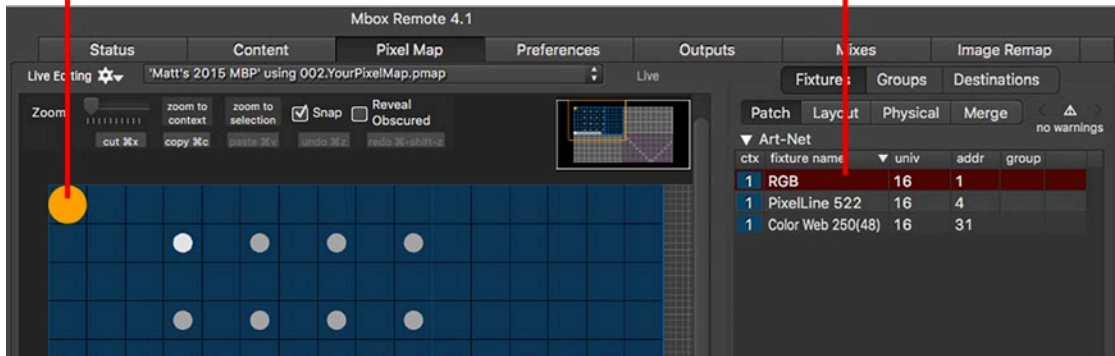 Mbox Remote 4.1
Status Content Pixel Map Preferences Outputs Mixes Image Remap
Live Editing 'Matt's 2015 MBP' using 002.YourPixelMap.pmap Live
Fixtures Groups Destinations
Zoom zoom to context zoom to selection Snap Reveal Obscured
Patch Layout Physical Merge no warnings
cut ⌘x copy ⌘c paste ⌘v undo ⌘z redo ⌘-shift-z
Art-Net
ctx fixture name univ addr group
1 RGB 16 1
1 PixelLine 522 16 4
1 Color Web 250(48) 16 31